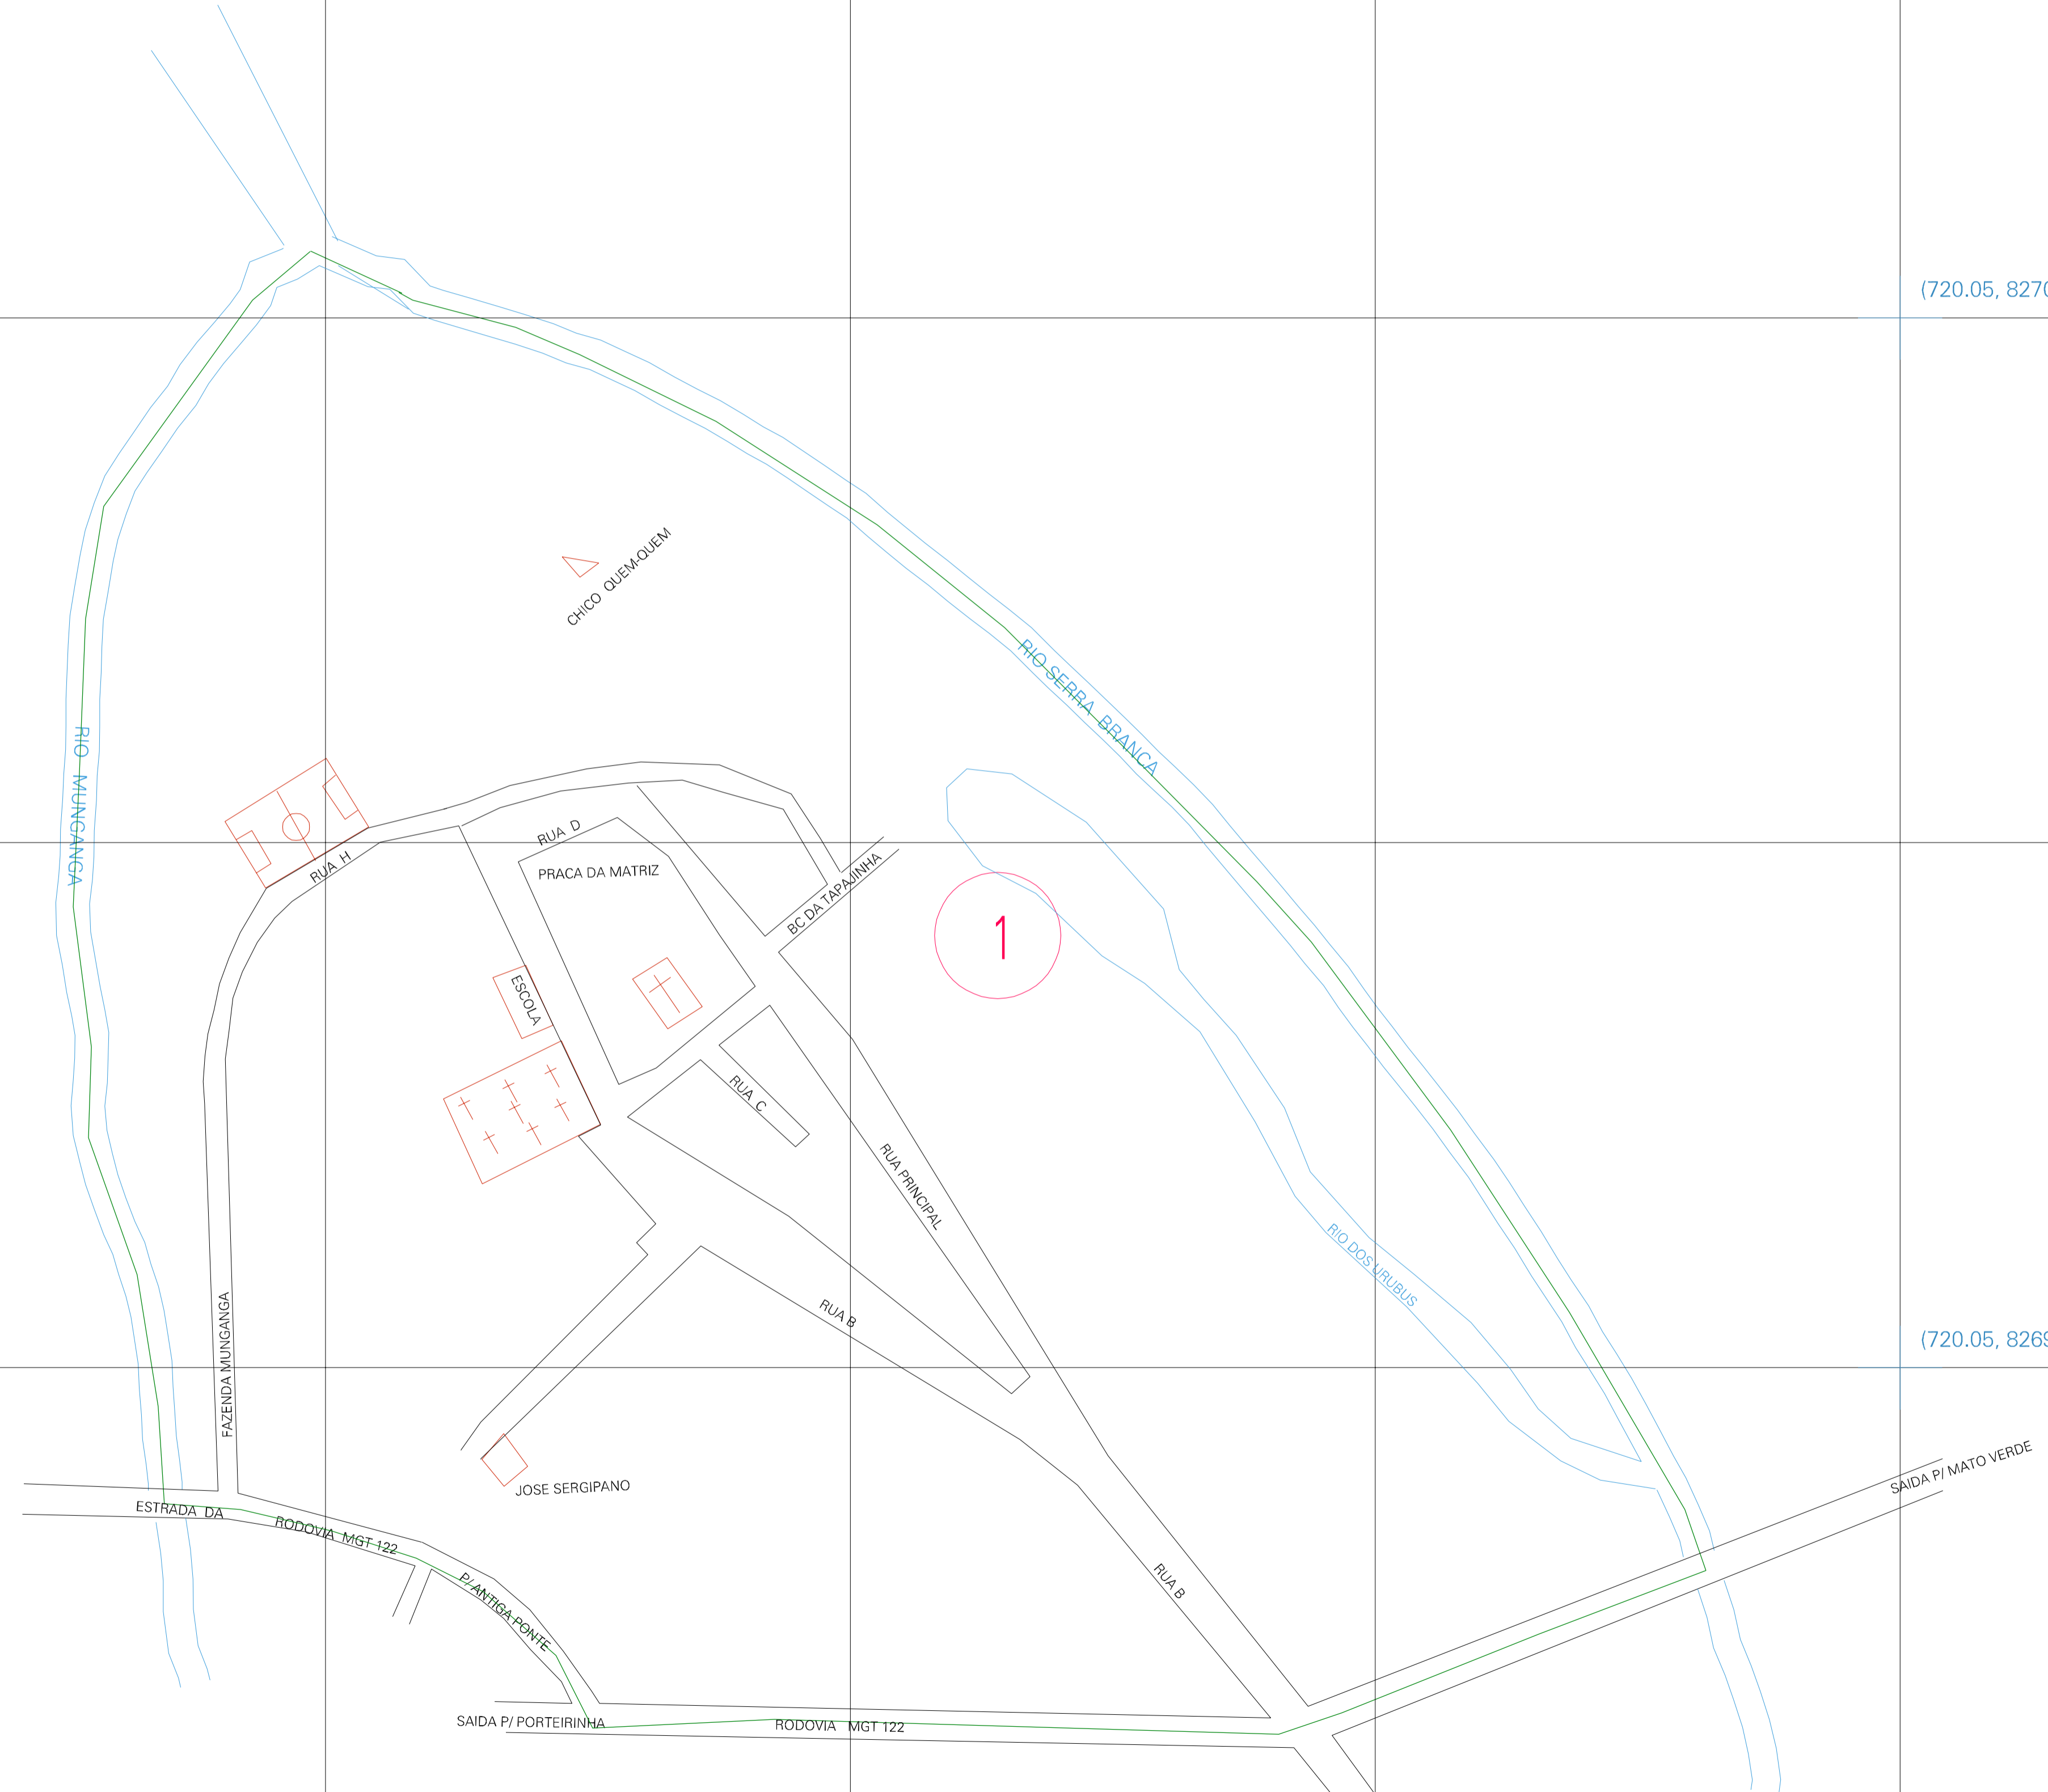 (720.05, 8270
CHICO QUEM-QUEM
RIO SERRA BRANCA
RIO MUNGANGA
RUA D
RUA H
PRACA DA MATRIZ
BC DA TAPAJINHA
1
ESCOLA
RUA C
RUA PRINCIPAL
RIO DOS URUBUS
RUA B
(720.05, 8269
FAZENDA MUNGANGA
SAIDA P/ MATO VERDE
JOSE SERGIPANO
ESTRADA DA
RODOVIA MGT 122
P/ ANTIGA PONTE
RUA B
SAIDA P/ PORTEIRINHA
RODOVIA MGT 122